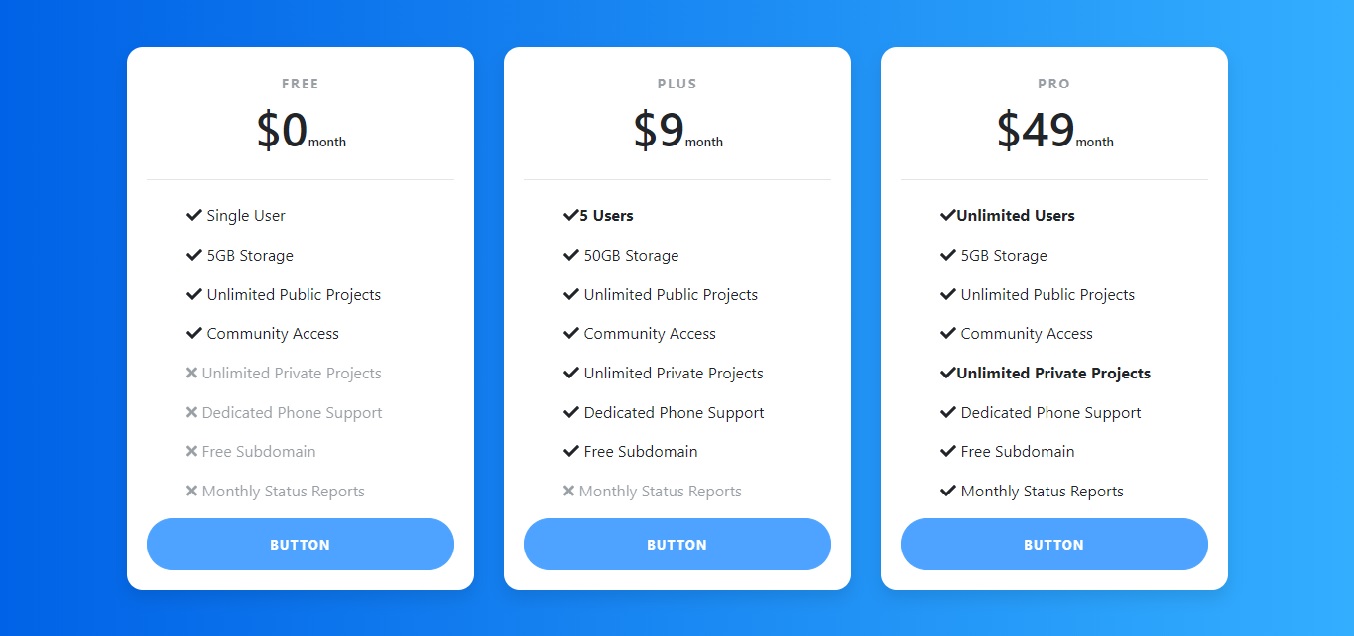 FREE
$0month
Single User
5GB Storage
Unlimited Public Projects
Community Access
Unlimited Private Projects
Dedicated Phone Support
Free Subdomain
Monthly Status Reports
BUTTON
PLUS
$9month
5 Users
50GB Storage
Unlimited Public Projects
Community Access
Unlimited Private Projects
Dedicated Phone Support
Free Subdomain
Monthly Status Reports
BUTTON
PRO
$49month
Unlimited Users
5GB Storage
Unlimited Public Projects
Community Access
Unlimited Private Projects
Dedicated Phone Support
Free Subdomain
Monthly Status Reports
BUTTON